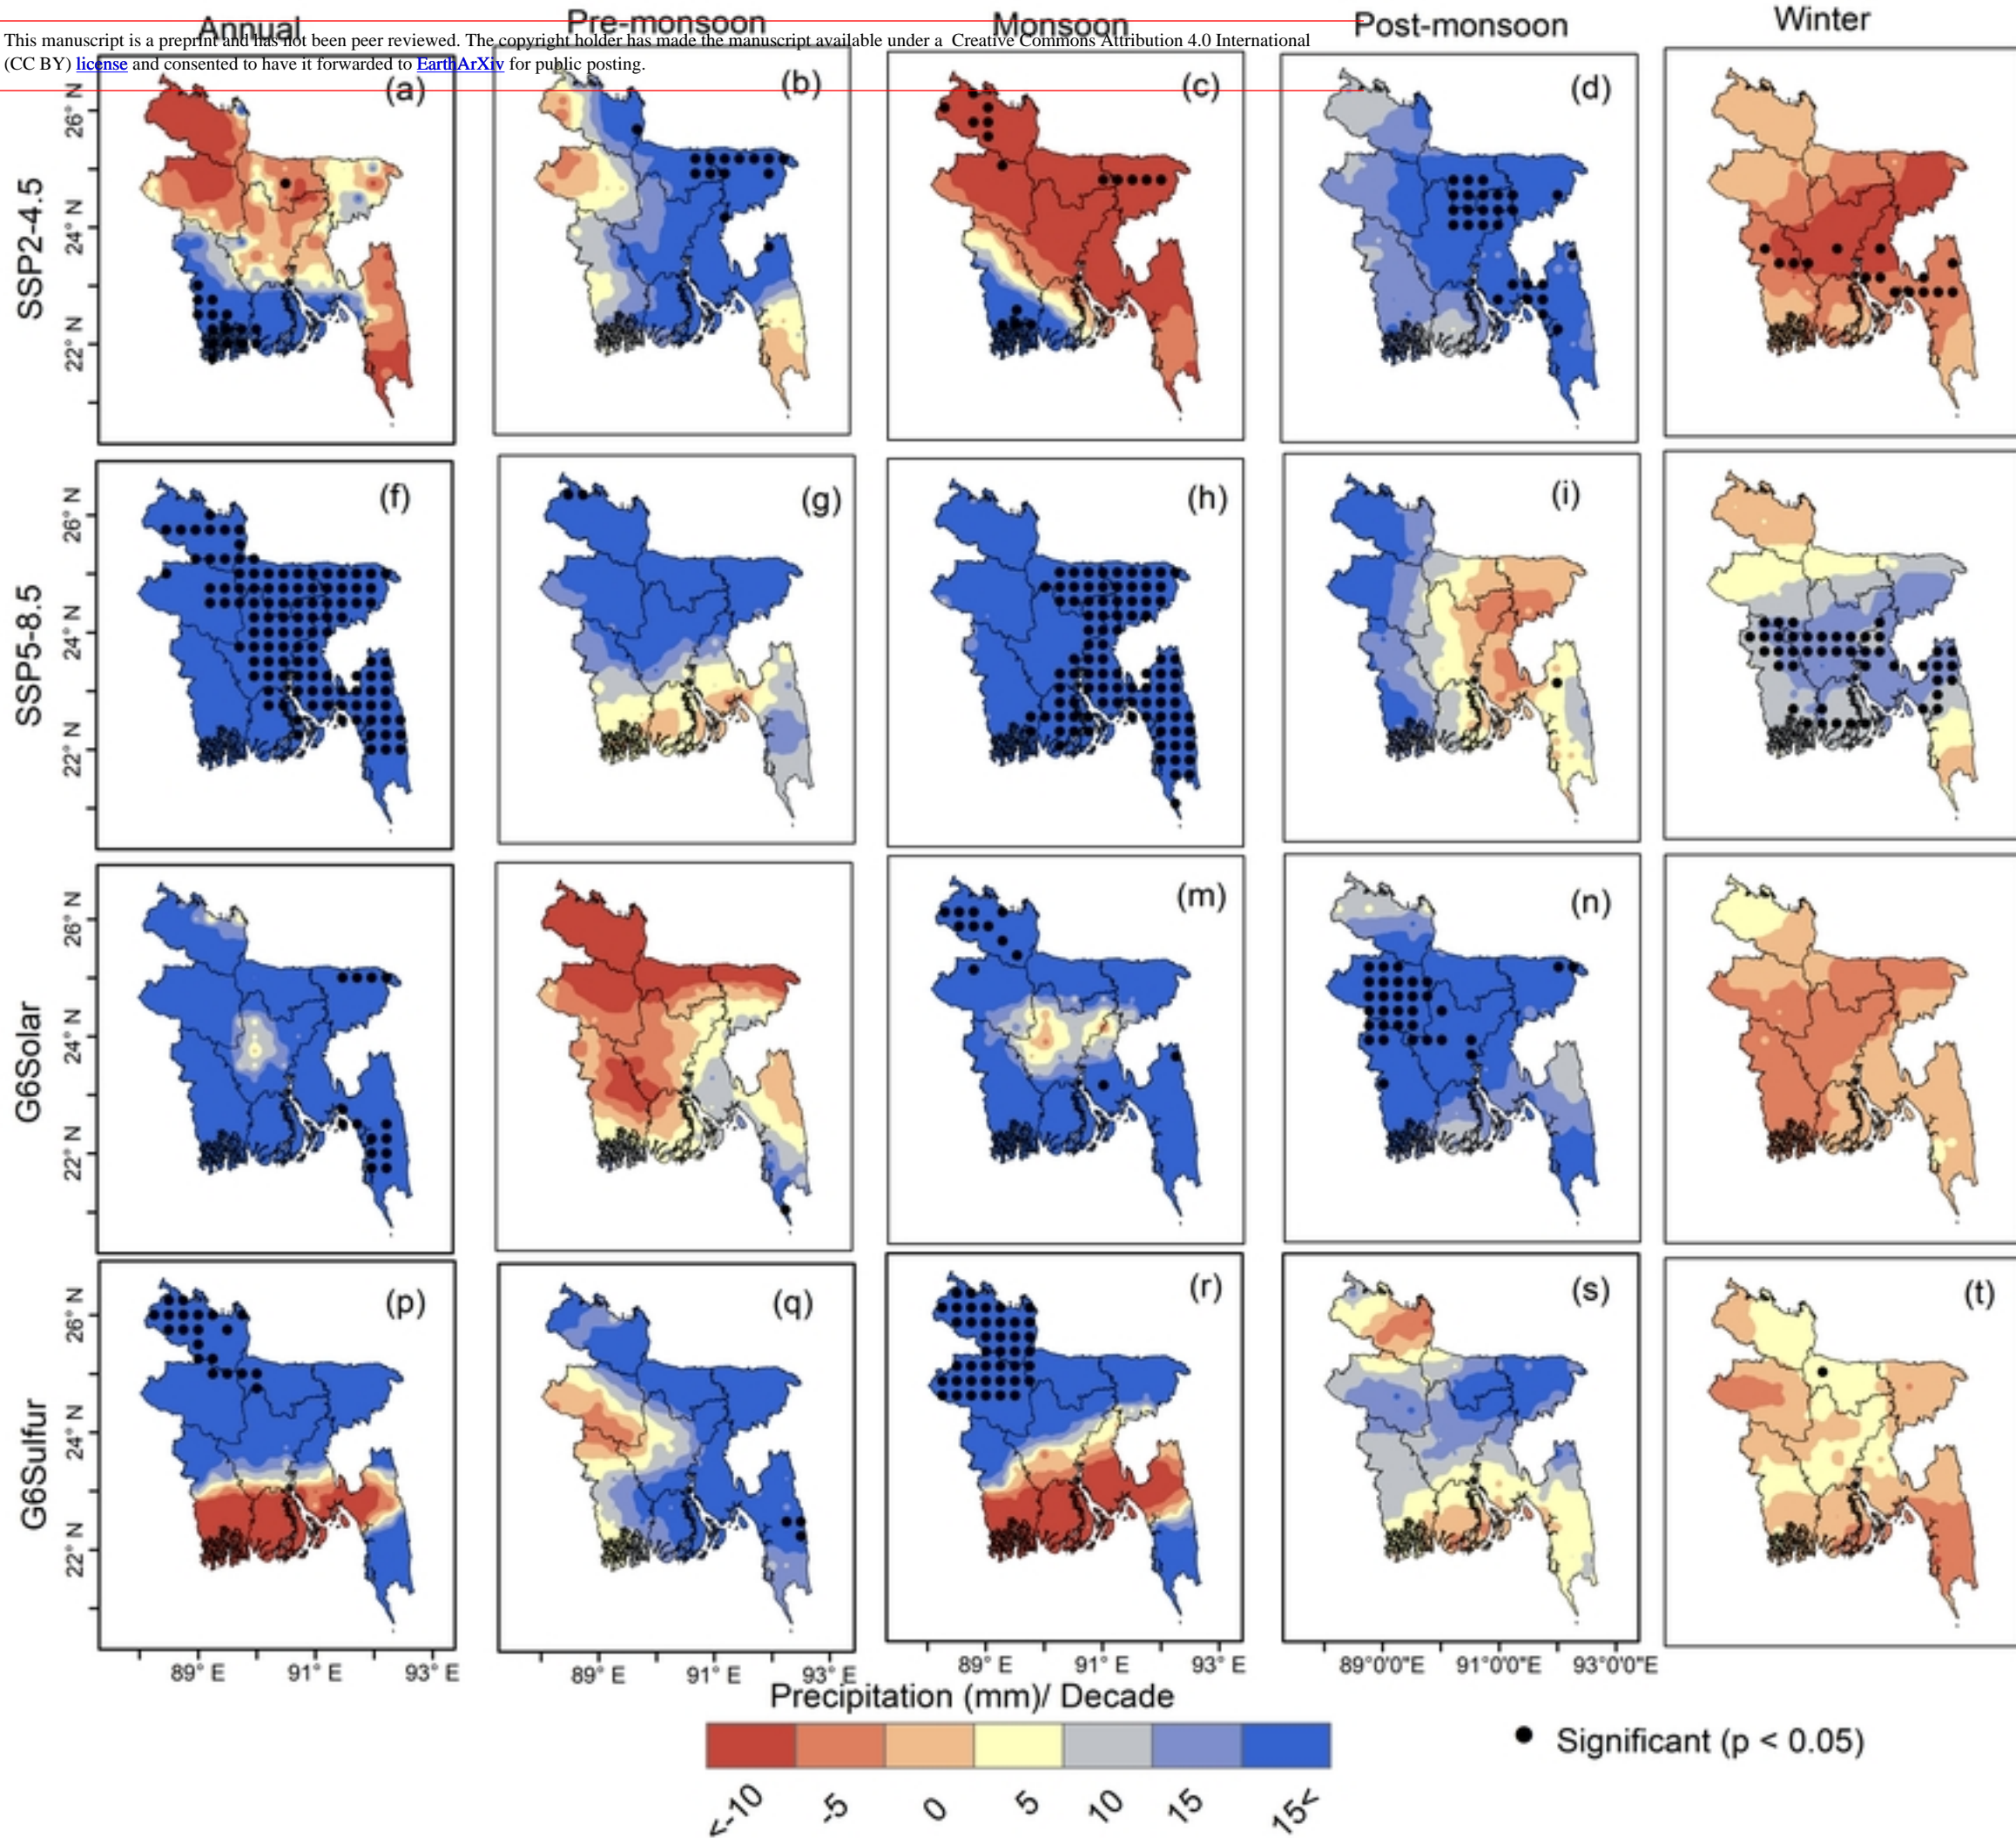 Annual Pre-monsoon Monsoon Post-monsoon Winter
This manuscript is a preprint and has not been peer reviewed. The copyright holder has made the manuscript available under a Creative Commons Attribution 4.0 International
(CC BY) license and consented to have it forwarded to EarthArXiv for public posting.
(a) (b) (c) (d)
SSP2-4.5
26° N
24° N
22° N
(f) (g) (h) (i)
SSP5-8.5
26° N
24° N
22° N
(m) (n)
G6Solar
26° N
24° N
22° N
(p) (q) (r) (s) (t)
G6Sulfur
26° N
24° N
22° N
89° E 91° E 93° E 89° E 91° E 93° E 89° E 91° E 93° E 89°0'0"E 91°0'0"E 93°0'0"E
Precipitation (mm)/ Decade
Significant (p < 0.05)
<-10 -5 0 5 10 15 15<